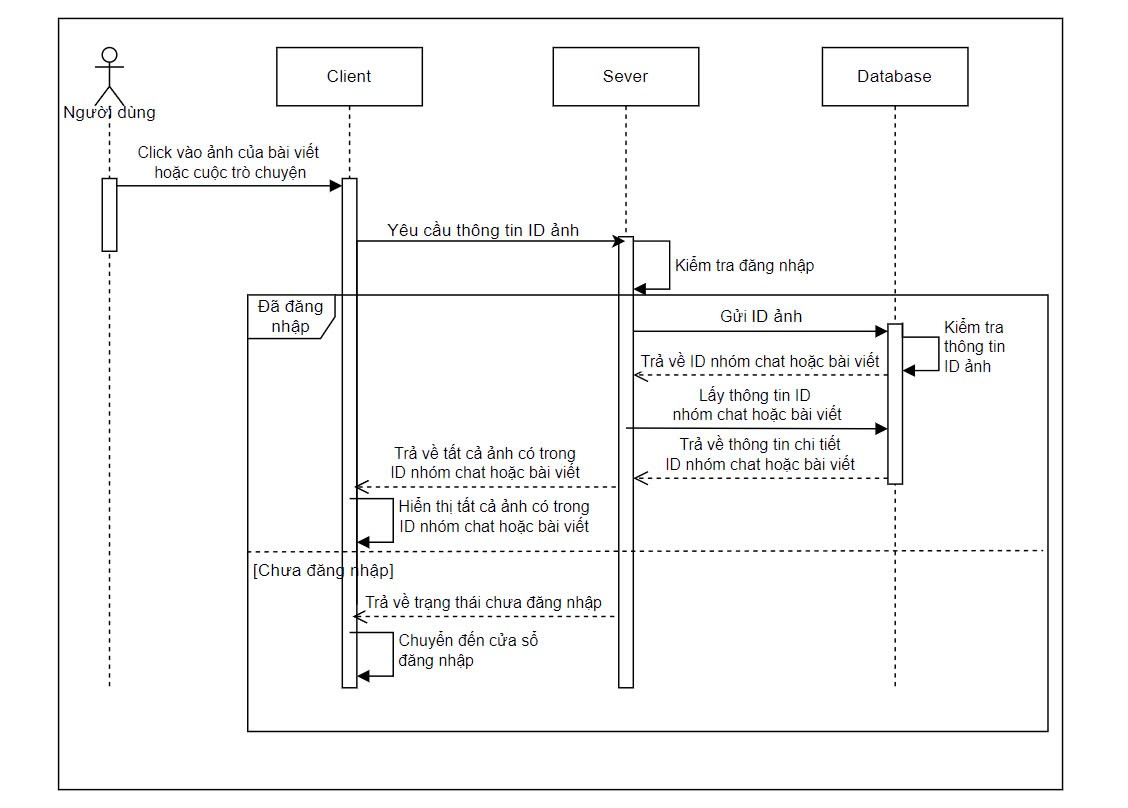 Người dùng
Client
Sever
Database
Click vào ảnh của bài viết
hoặc cuộc trò chuyện
Yêu cầu thông tin ID ảnh
Kiểm tra đăng nhập
Đã đăng
nhập
Gửi ID ảnh
Kiểm tra
thông tin
ID ảnh
Trả về ID nhóm chat hoặc bài viết
Lấy thông tin ID
nhóm chat hoặc bài viết
Trả về thông tin chi tiết
ID nhóm chat hoặc bài viết
Trả về tất cả ảnh có trong
ID nhóm chat hoặc bài viết
Hiển thị tất cả ảnh có trong
ID nhóm chat hoặc bài viết
[Chưa đăng nhập]
Trả về trạng thái chưa đăng nhập
Chuyển đến cửa sổ
đăng nhập